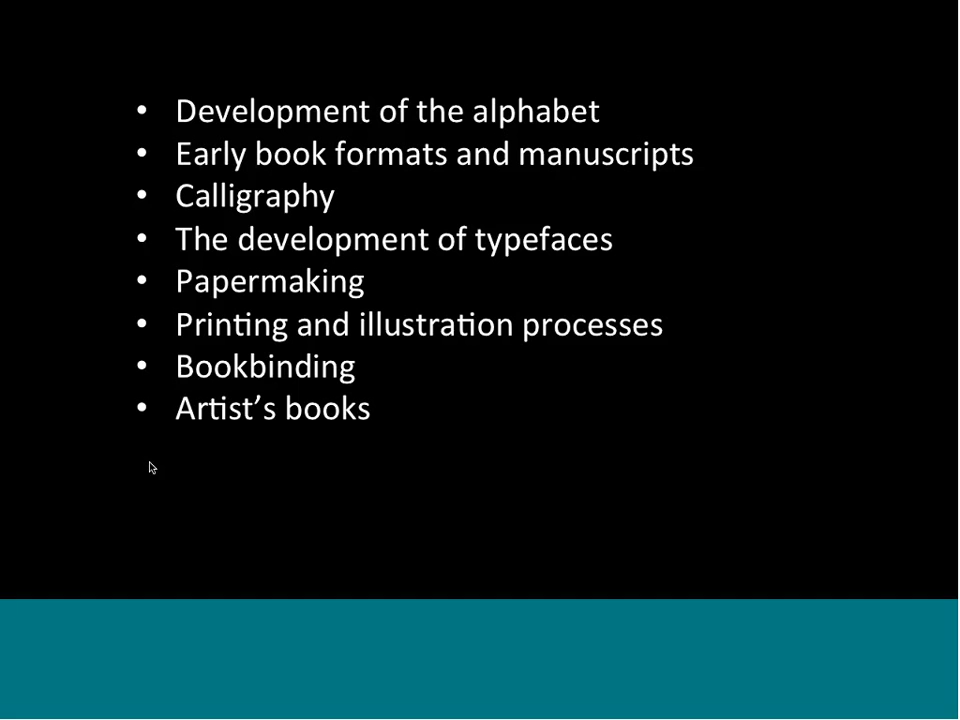 • Development of the alphabet
• Early book formats and manuscripts
• Calligraphy
• The development of typefaces
• Papermaking
• Printing and illustration processes
• Bookbinding
• Artist’s books